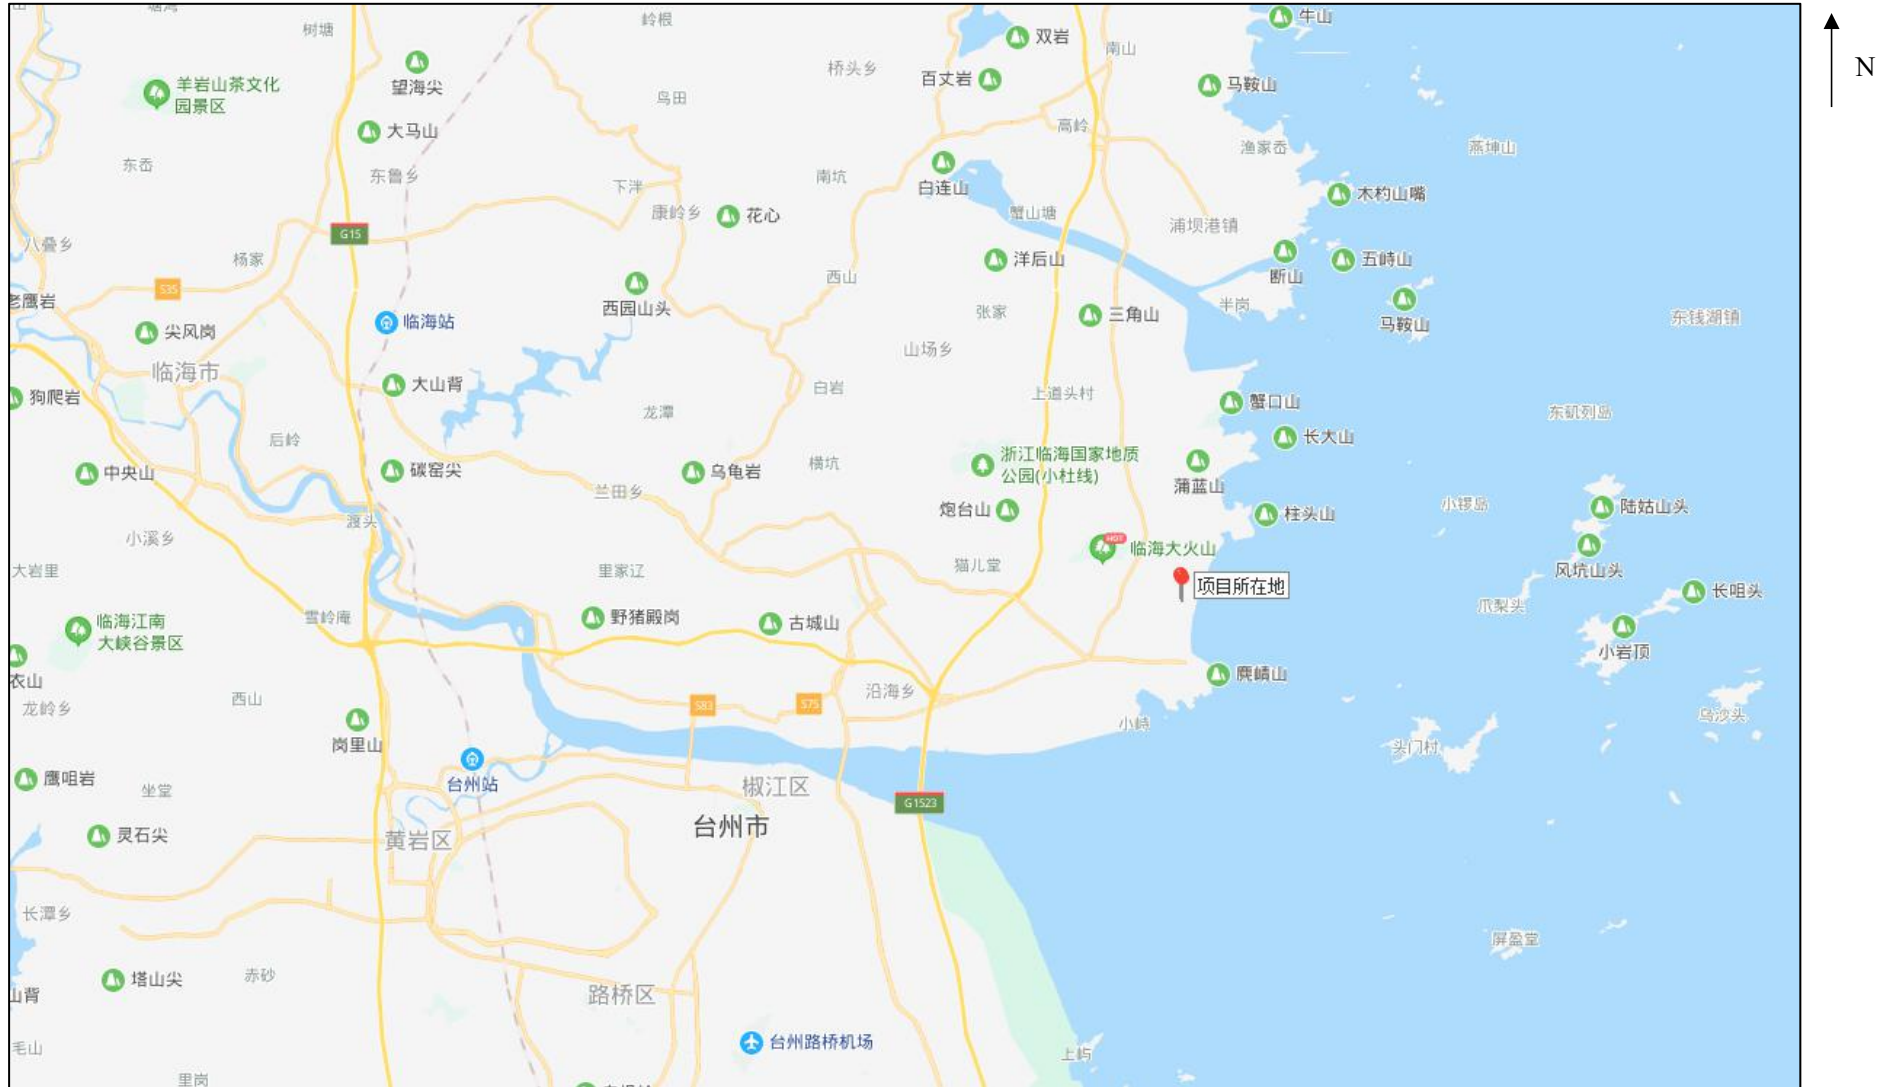 塘湾
树塘
岭根
双岩
牛山
南山
N
望海尖
桥头乡
百丈岩
马鞍山
羊岩山茶文化
园景区
鸟田
大马山
高岭
渔家岙
燕坤山
东岙
东鲁乡
下泮
南坑
白连山
木杓山嘴
康岭乡
花心
蟹山塘
浦坝港镇
G15
八叠乡
杨家
洋后山
五峙山
断山
西山
S35
老鹰岩
西园山头
张家
三角山
半岗
马鞍山
东钱湖镇
临海站
尖风岗
山场乡
临海市
大山背
白岩
上道头村
狗爬岩
蟹口山
东矶列岛
龙潭
后岭
长大山
中央山
碳窑尖
乌龟岩
横坑
浙江临海国家地质
公园(小杜线)
蒲蓝山
兰田乡
炮台山
柱头山
小锣岛
陆姑山头
渡头
小溪乡
HOT
临海大火山
大岩里
里家辽
猫儿堂
风坑山头
项目所在地
长咀头
爪梨头
雪岭庵
野猪殿岗
古城山
临海江南
大峡谷景区
小岩顶
衣山
麂晴山
西山
沿海乡
龙岭乡
S83
S75
小峙
乌沙头
岗里山
头门村
鹰咀岩
坐堂
台州站
椒江区
G1523
灵石尖
黄岩区
台州市
长潭乡
屏盈堂
塔山尖
赤砂
山背
路桥区
毛山
台州路桥机场
上屿
里岗